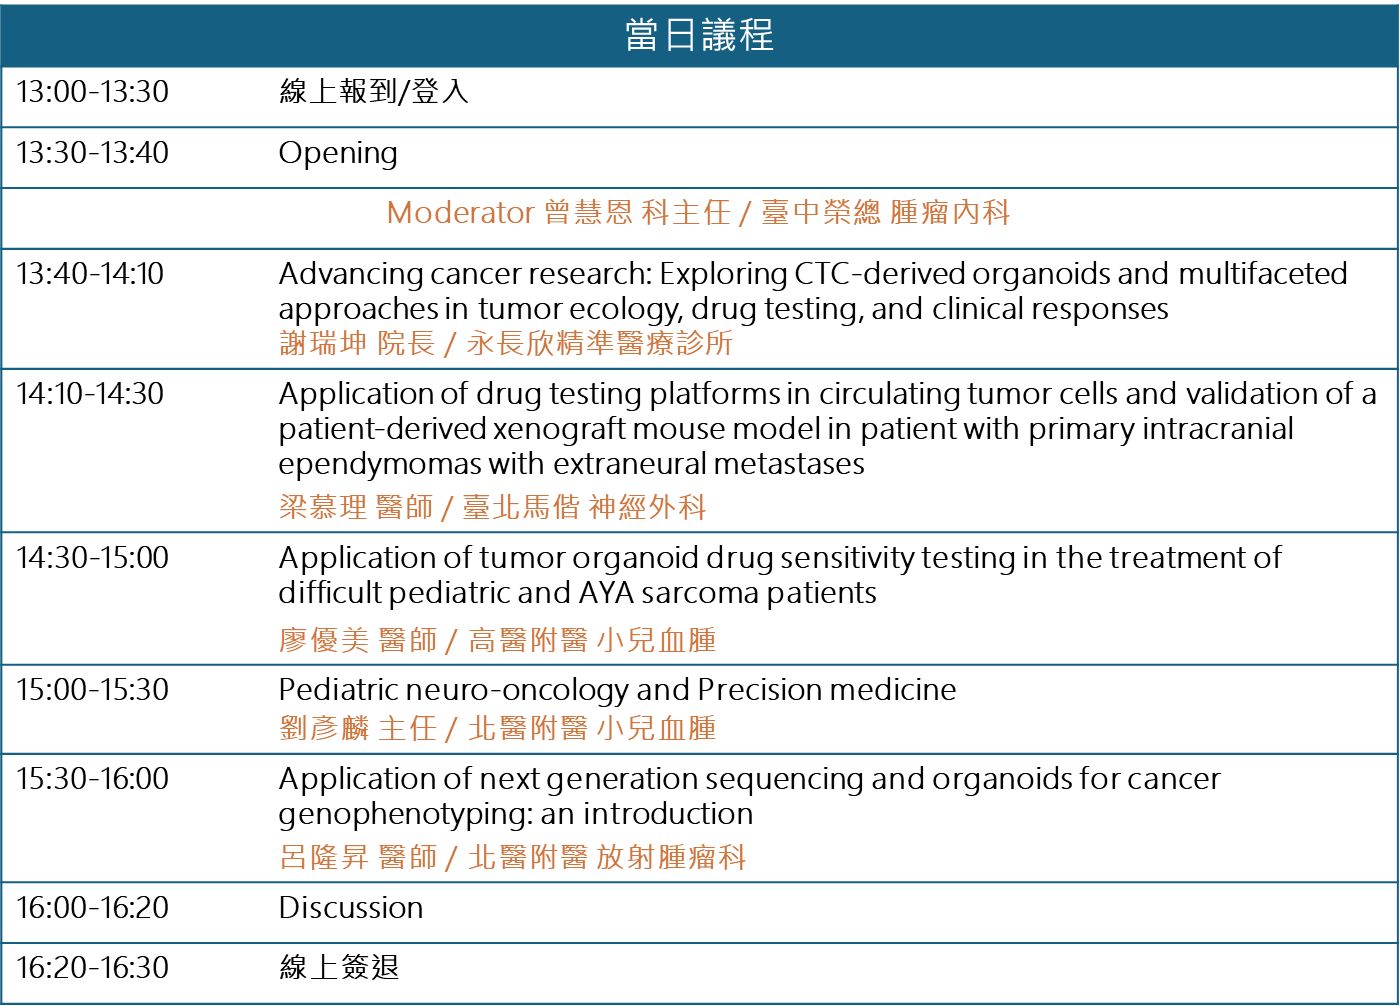 當日議程
13:00-13:30 線上報到/登入
13:30-13:40 Opening
Moderator 曾慧恩 科主任 / 臺中榮總 腫瘤內科
13:40-14:10 Advancing cancer research: Exploring CTC-derived organoids and multifaceted
approaches in tumor ecology, drug testing, and clinical responses
謝瑞坤 院長 / 永長欣精準醫療診所
14:10-14:30 Application of drug testing platforms in circulating tumor cells and validation of a
patient-derived xenograft mouse model in patient with primary intracranial
ependymomas with extraneural metastases
梁慕理 醫師 / 臺北馬偕 神經外科
14:30-15:00 Application of tumor organoid drug sensitivity testing in the treatment of
difficult pediatric and AYA sarcoma patients
廖優美 醫師 / 高醫附醫 小兒血腫
15:00-15:30 Pediatric neuro-oncology and Precision medicine
劉彥麟 主任 / 北醫附醫 小兒血腫
15:30-16:00 Application of next generation sequencing and organoids for cancer
genophenotyping: an introduction
呂隆昇 醫師 / 北醫附醫 放射腫瘤科
16:00-16:20 Discussion
16:20-16:30 線上簽退